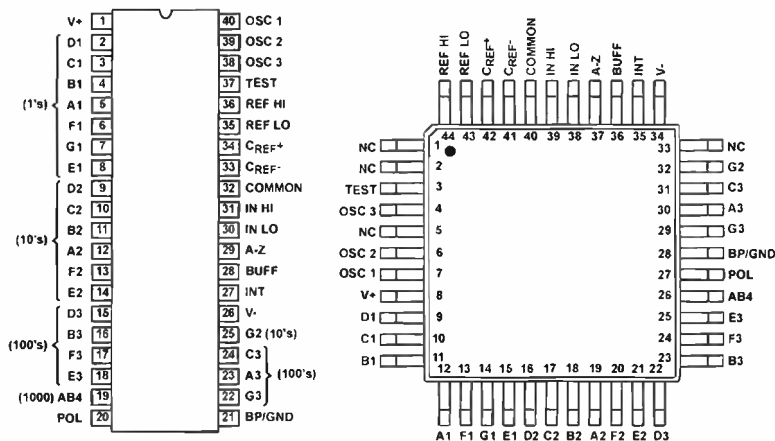 V+ 1 40 OSC 1
D1 2 39 OSC 2
C1 3 38 OSC 3
B1 4 37 TEST
(1's) A1 5 36 REF HI
F1 6 35 REF LO
G1 7 34 CREF+
E1 8 33 CREF-
D2 9 32 COMMON
C2 10 31 IN HI
B2 11 30 IN LO
(10's) A2 12 29 A-Z
F2 13 28 BUFF
E2 14 27 INT
D3 15 26 V-
B3 16 25 G2 (10's)
(100's) F3 17 24 C3
E3 18 23 A3 (100's)
(1000) AB4 19 22 G3
POL 20 21 BP/GND
REF HI REF LO CREF+ CREF- COMMON IN HI IN LO A-Z BUFF INT V-
44 43 42 41 40 39 38 37 36 35 34
NC 1 33 NC
NC 2 32 G2
TEST 3 31 C3
OSC 3 4 30 A3
NC 5 29 G3
OSC 2 6 28 BP/GND
OSC 1 7 27 POL
V+ 8 26 AB4
D1 9 25 E3
C1 10 24 F3
B1 11 23 B3
12 13 14 15 16 17 18 19 20 21 22
A1 F1 G1 E1 D2 C2 B2 A2 F2 E2 D3